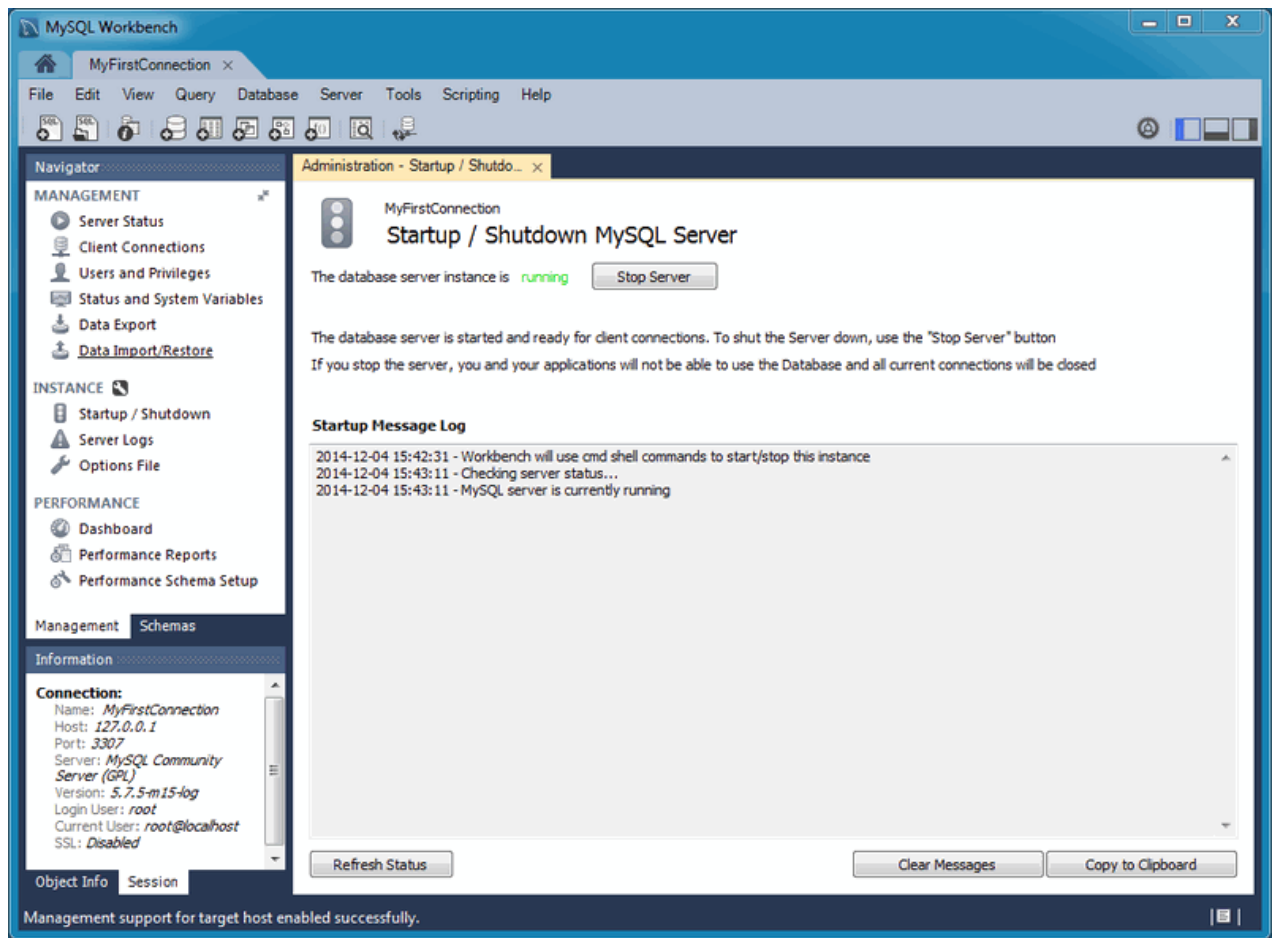 MySQL Workbench
MyFirstConnection
File Edit View Query Database Server Tools Scripting Help
Navigator
MANAGEMENT
Server Status
Client Connections
Users and Privileges
Status and System Variables
Data Export
Data Import/Restore
INSTANCE
Startup / Shutdown
Server Logs
Options File
PERFORMANCE
Dashboard
Performance Reports
Performance Schema Setup
Management Schemas
Information
Connection:
Name: MyFirstConnection
Host: 127.0.0.1
Port: 3307
Server: MySQL Community
Server (GPL)
Version: 5.7.5-m15-log
Login User: root
Current User: root@localhost
SSL: Disabled
Object Info Session
Administration - Startup / Shutdo...
MyFirstConnection
Startup / Shutdown MySQL Server
The database server instance is running Stop Server
The database server is started and ready for client connections. To shut the Server down, use the "Stop Server" button
If you stop the server, you and your applications will not be able to use the Database and all current connections will be closed
Startup Message Log
2014-12-04 15:42:31 - Workbench will use cmd shell commands to start/stop this instance
2014-12-04 15:43:11 - Checking server status...
2014-12-04 15:43:11 - MySQL server is currently running
Refresh Status Clear Messages Copy to Clipboard
Management support for target host enabled successfully.